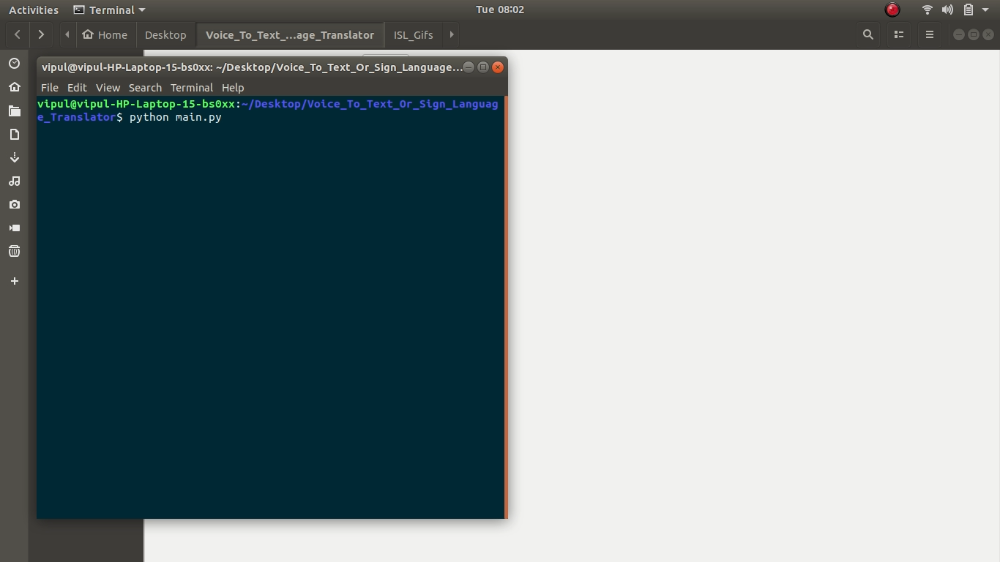 Activities Terminal Tue 08:02
Home Desktop Voice_To_Text_...age_Translator ISL_Gifs
vipul@vipul-HP-Laptop-15-bs0xx: ~/Desktop/Voice_To_Text_Or_Sign_Language...
File Edit View Search Terminal Help
vipul@vipul-HP-Laptop-15-bs0xx:~/Desktop/Voice_To_Text_Or_Sign_Languag
e_Translator$ python main.py